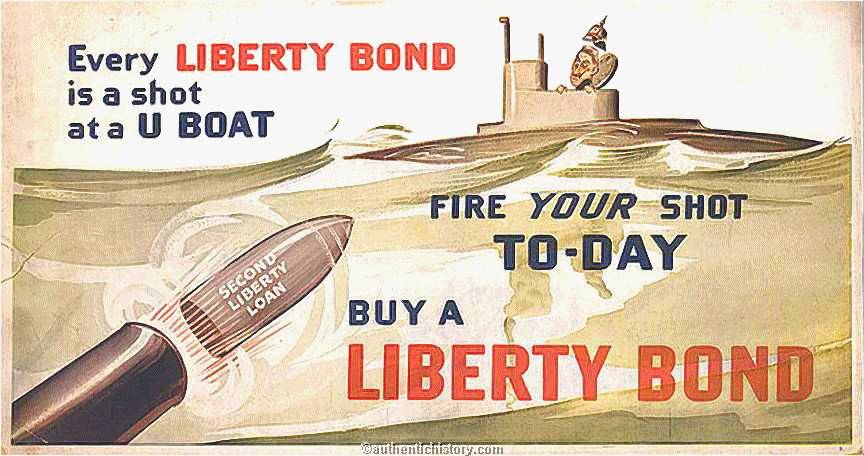 Every LIBERTY BOND
is a shot
at a U BOAT
FIRE YOUR SHOT
TO-DAY
SECOND
LIBERTY
LOAN
BUY A
LIBERTY BOND
©authentichistory.com